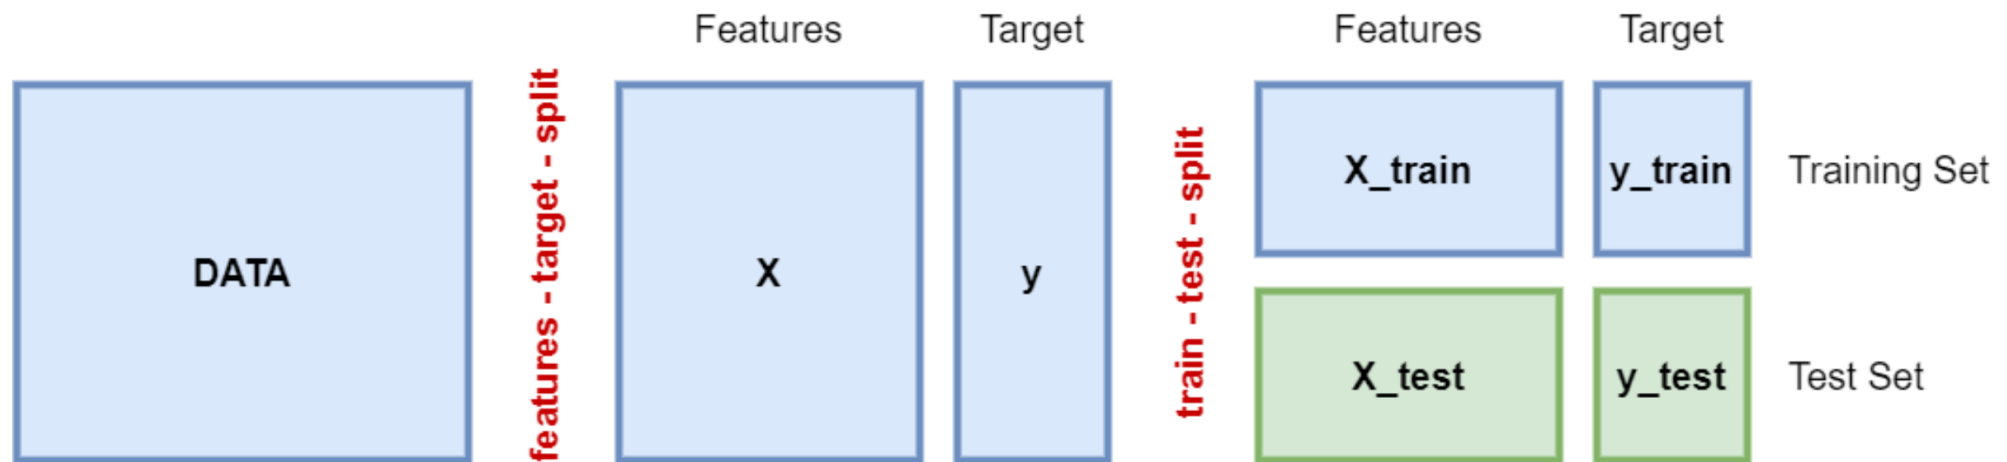 Features
Target
Features
Target
DATA
features - target - split
X
y
train - test - split
X_train
y_train
Training Set
X_test
y_test
Test Set